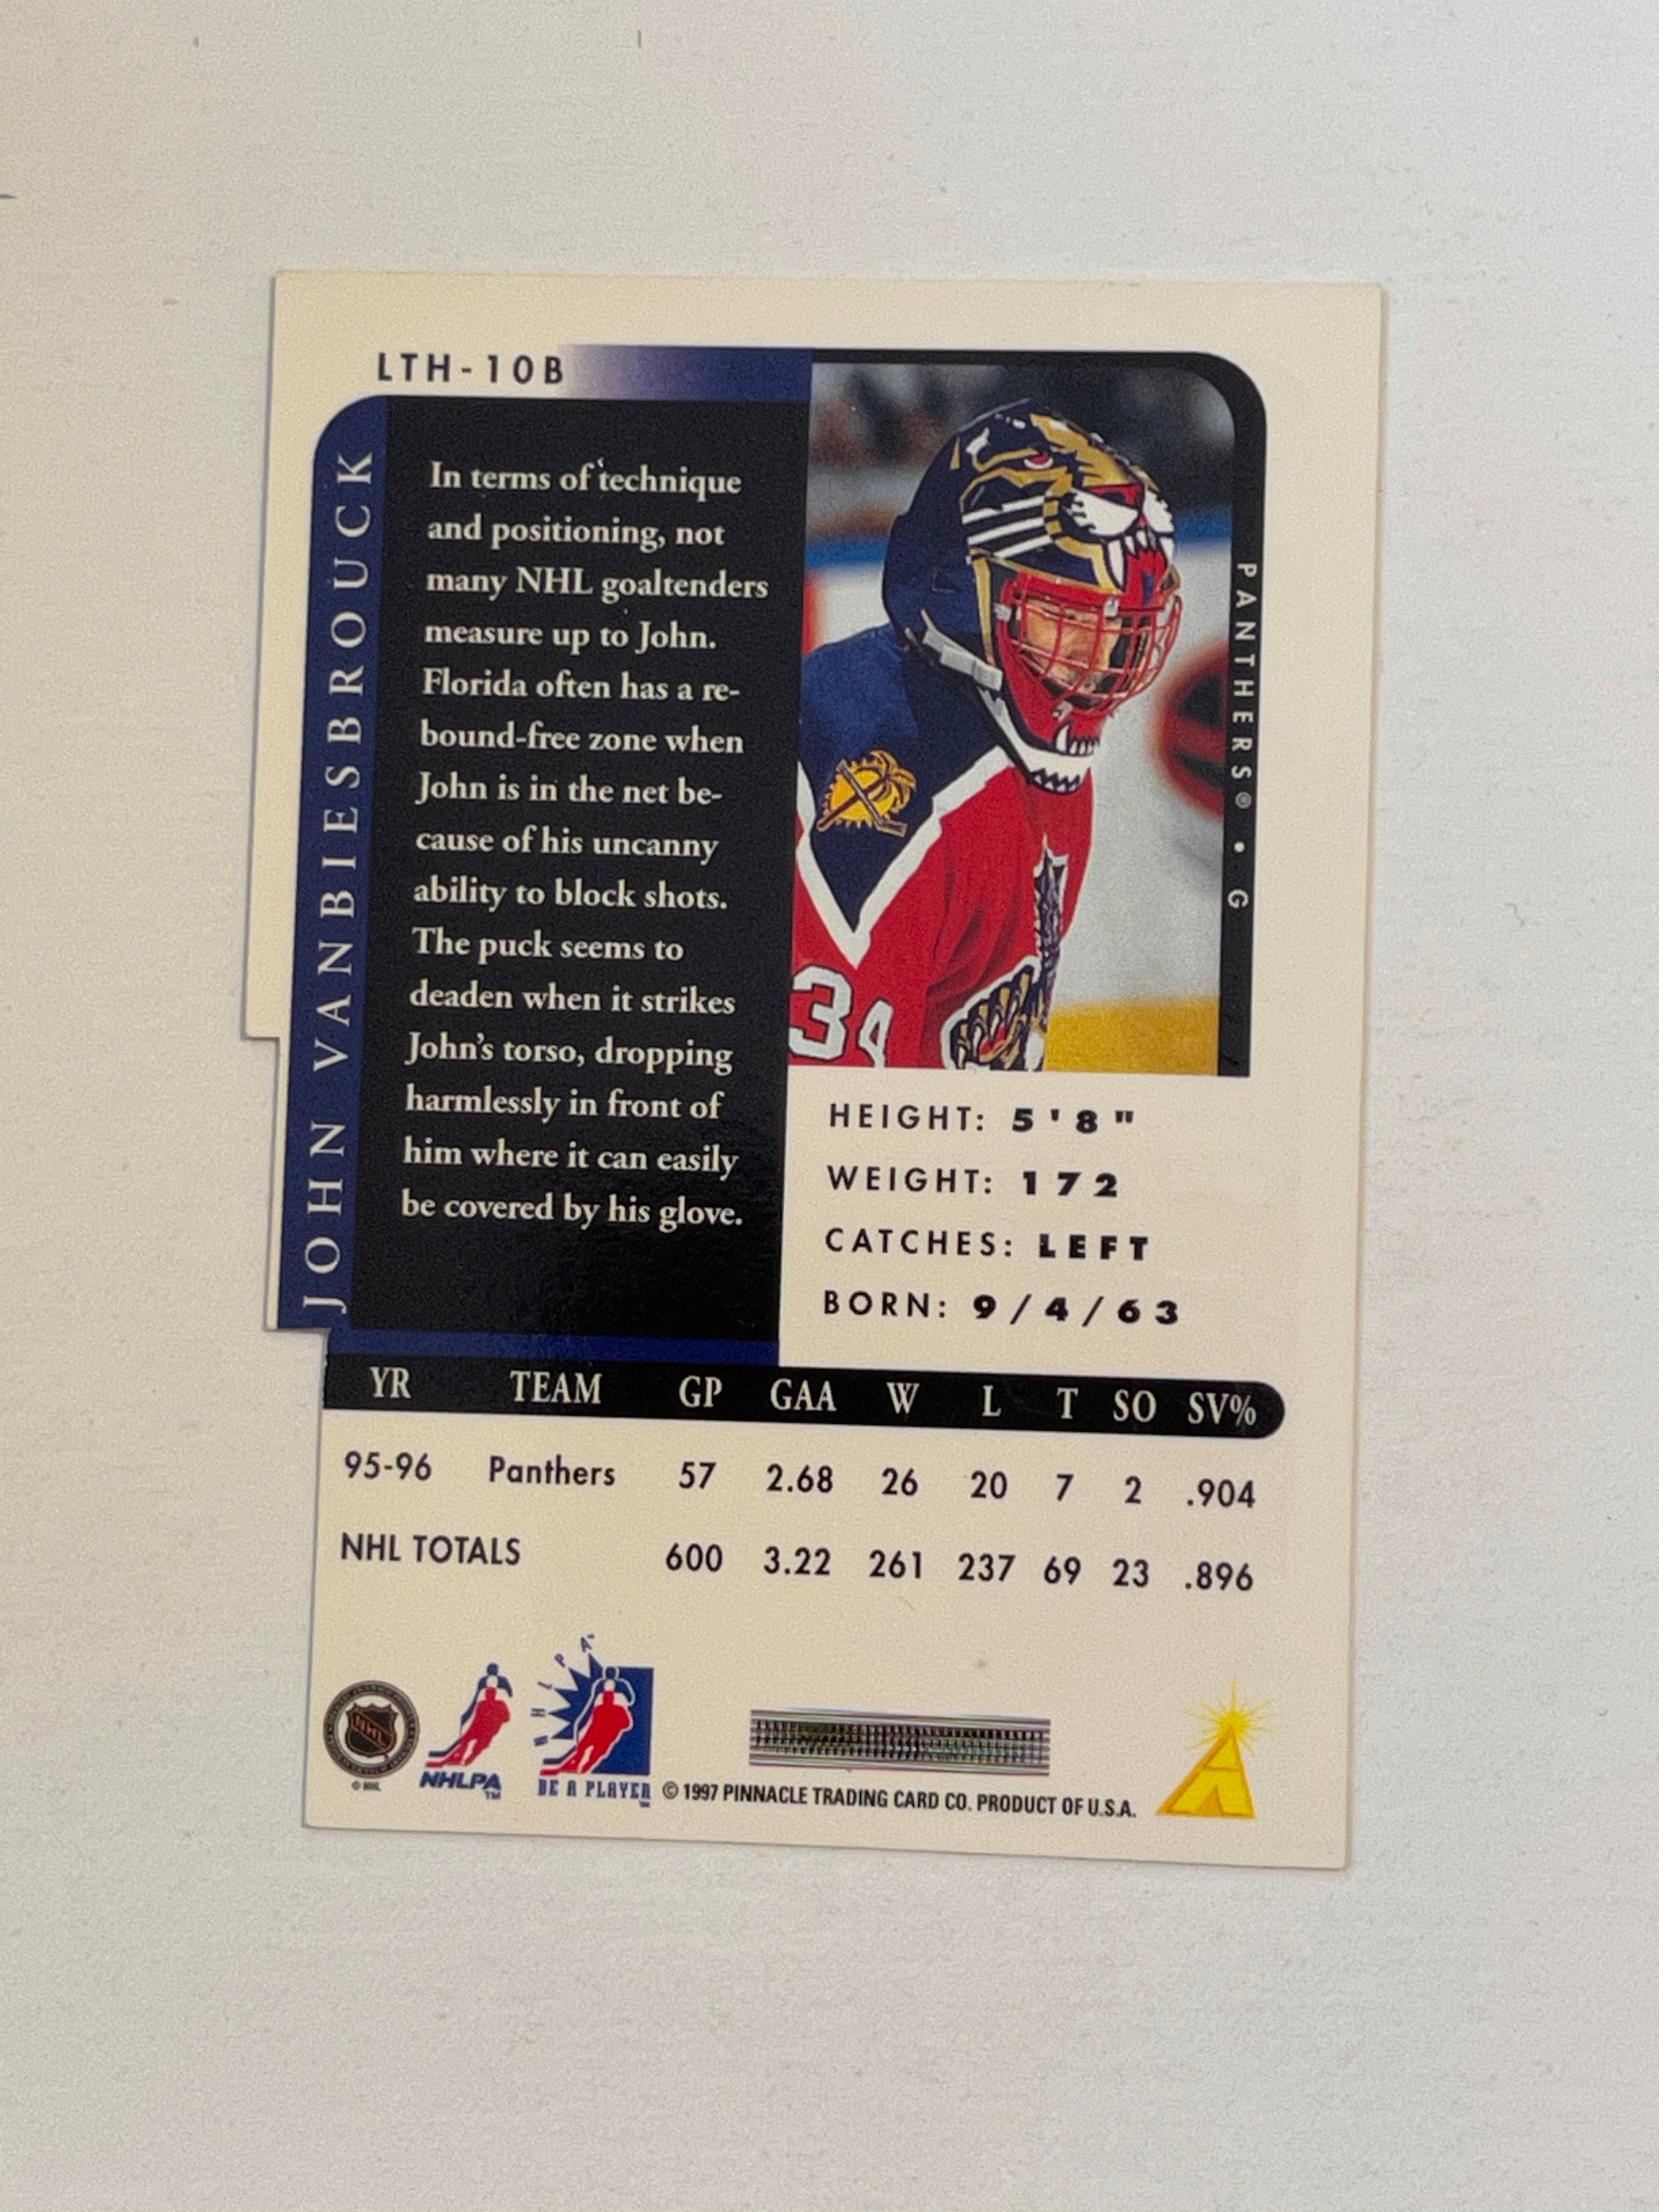 LTH-10B
JOHN VANBIESBROUCK
In terms of technique
and positioning, not
many NHL goaltenders
measure up to John.
Florida often has a re-
bound-free zone when
John is in the net be-
cause of his uncanny
ability to block shots.
The puck seems to
deaden when it strikes
John's torso, dropping
harmlessly in front of
him where it can easily
be covered by his glove.
PANTHERS® • G
34
HEIGHT: 5'8"
WEIGHT: 172
CATCHES: LEFT
BORN: 9/4/63
YR TEAM GP GAA W L T SO SV%
95-96 Panthers 57 2.68 26 20 7 2 .904
NHL TOTALS 600 3.22 261 237 69 23 .896
NHL
© NHL
NHLPA™
NHLPA
BE A PLAYER™
© 1997 PINNACLE TRADING CARD CO. PRODUCT OF U.S.A.